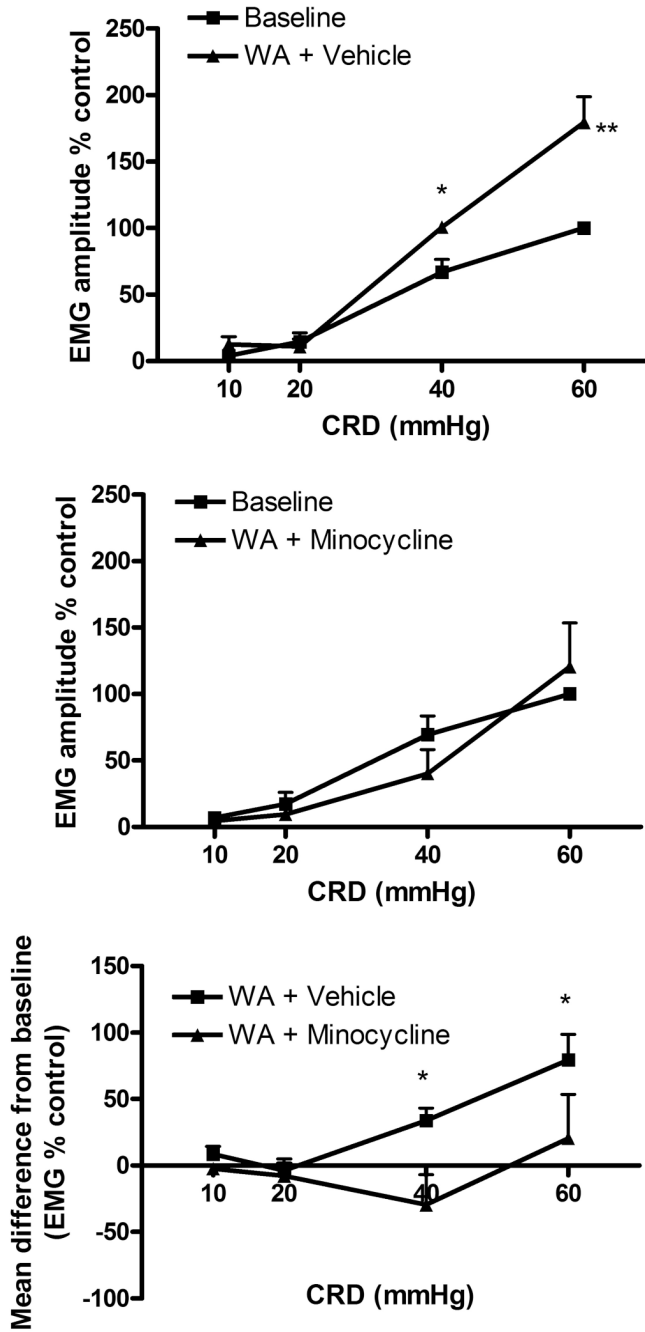 Baseline
WA + Vehicle
EMG amplitude % control
250
200
150
100
50
0
*
**
10 20 40 60
CRD (mmHg)
Baseline
WA + Minocycline
EMG amplitude % control
250
200
150
100
50
0
10 20 40 60
CRD (mmHg)
Mean difference from baseline
(EMG % control)
WA + Vehicle
WA + Minocycline
150
100
50
0
-50
-100
*
*
10 20 40 60
CRD (mmHg)